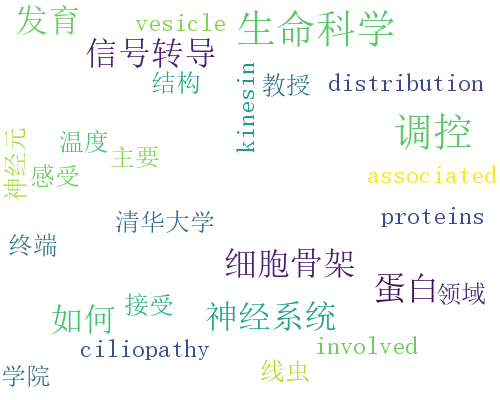 发育
vesicle
生命科学
信号转导
结构
kinesin
教授
distribution
调控
神经元
温度
主要
感受
associated
清华大学
proteins
终端
细胞骨架
蛋白
领域
如何
接受
神经系统
ciliopathy
involved
学院
线虫